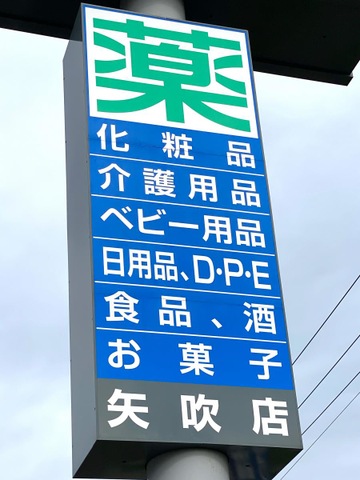 薬
化粧品
介護用品
ベビー用品
日用品、D・P・E
食品、酒
お菓子
矢吹店